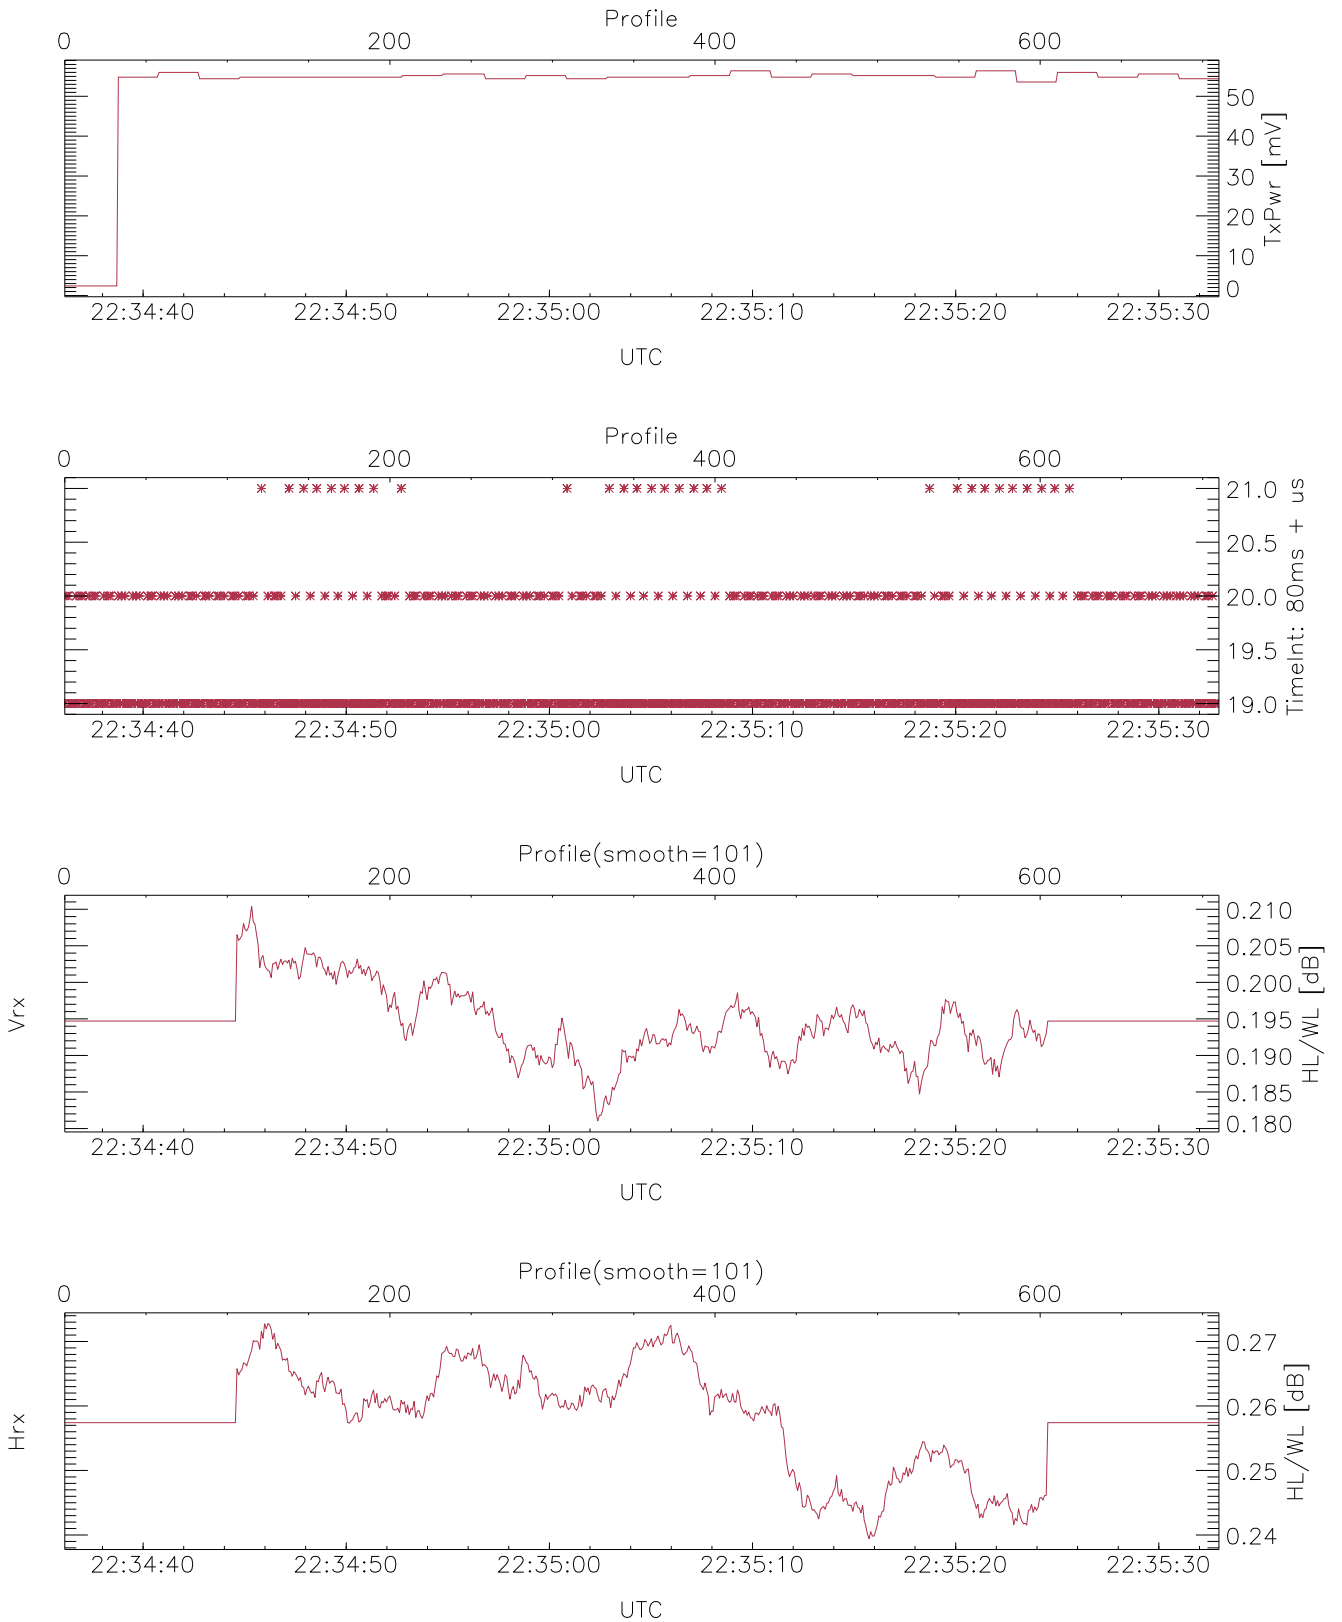 Profile
0 200 400 600
50
40
30
20
10
0
TxPwr [mV]
22:34:40 22:34:50 22:35:00 22:35:10 22:35:20 22:35:30
UTC
Profile
0 200 400 600
21.0
20.5
20.0
19.5
19.0
TimeInt: 80ms + us
22:34:40 22:34:50 22:35:00 22:35:10 22:35:20 22:35:30
UTC
Profile(smooth=101)
0 200 400 600
Vrx
0.210
0.205
0.200
0.195
0.190
0.185
0.180
HL/WL [dB]
22:34:40 22:34:50 22:35:00 22:35:10 22:35:20 22:35:30
UTC
Profile(smooth=101)
0 200 400 600
Hrx
0.27
0.26
0.25
0.24
HL/WL [dB]
22:34:40 22:34:50 22:35:00 22:35:10 22:35:20 22:35:30
UTC